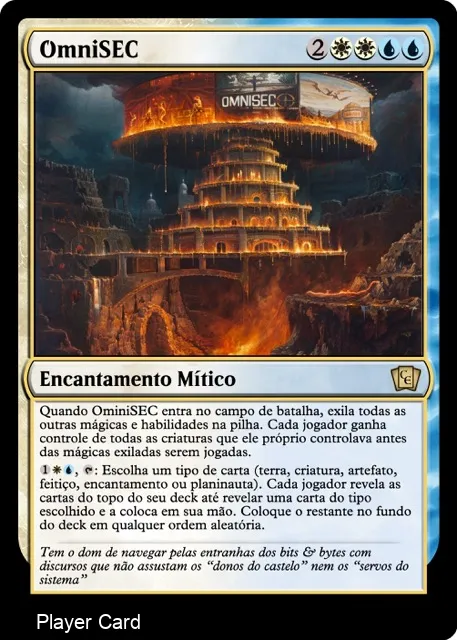 OmniSEC 2
OMNISEC
Encantamento Mítico
CE
Quando OminiSEC entra no campo de batalha, exila todas as
outras mágicas e habilidades na pilha. Cada jogador ganha
controle de todas as criaturas que ele próprio controlava antes
das mágicas exiladas serem jogadas.
1 , : Escolha um tipo de carta (terra, criatura, artefato,
feitiço, encantamento ou planinauta). Cada jogador revela as
cartas do topo do seu deck até revelar uma carta do tipo
escolhido e a coloca em sua mão. Coloque o restante no fundo
do deck em qualquer ordem aleatória.
Tem o dom de navegar pelas entranhas dos bits & bytes com
discursos que não assustam os “donos do castelo” nem os “servos do
sistema”
Player Card